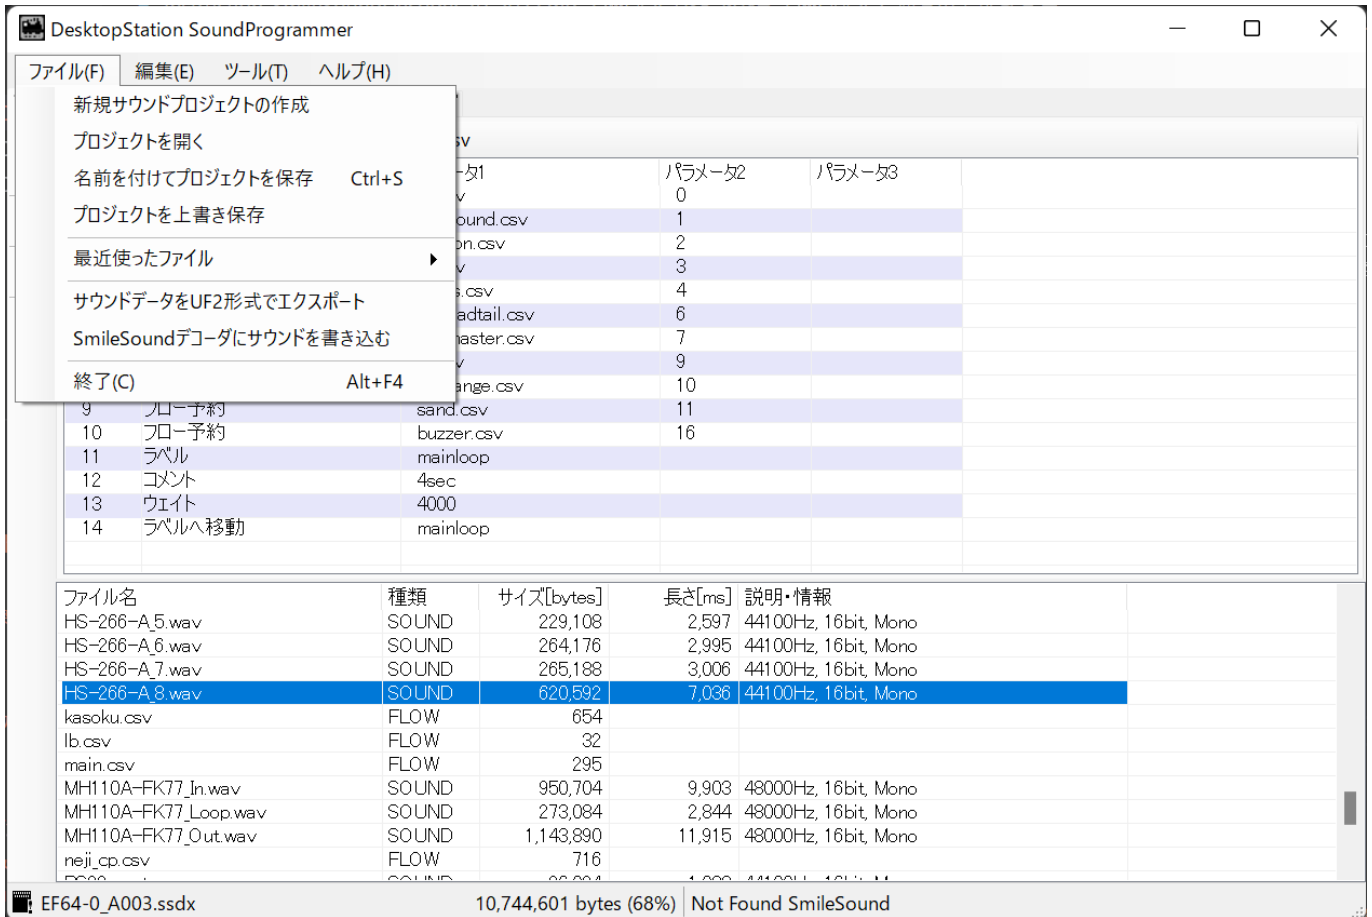 DesktopStation SoundProgrammer
ファイル(F) 編集(E) ツール(T) ヘルプ(H)
新規サウンドプロジェクトの作成
プロジェクトを開く
名前を付けてプロジェクトを保存 Ctrl+S
プロジェクトを上書き保存
最近使ったファイル
サウンドデータをUF2形式でエクスポート
SmileSoundデコーダにサウンドを書き込む
終了(C) Alt+F4
パラメータ2 パラメータ3
0
ound.csv 1
on.csv 2
3
s.csv 4
adtail.csv 6
master.csv 7
9
ange.csv 10
9 フロー予約 sand.csv 11
10 フロー予約 buzzer.csv 16
11 ラベル mainloop
12 コメント 4sec
13 ウェイト 4000
14 ラベルへ移動 mainloop
ファイル名 種類 サイズ[bytes] 長さ[ms] 説明・情報
HS-266-A_5.wav SOUND 229,108 2,597 44100Hz, 16bit, Mono
HS-266-A_6.wav SOUND 264,176 2,995 44100Hz, 16bit, Mono
HS-266-A_7.wav SOUND 265,188 3,006 44100Hz, 16bit, Mono
HS-266-A_8.wav SOUND 620,592 7,036 44100Hz, 16bit, Mono
kasoku.csv FLOW 654
lb.csv FLOW 32
main.csv FLOW 295
MH110A-FK77_In.wav SOUND 950,704 9,903 48000Hz, 16bit, Mono
MH110A-FK77_Loop.wav SOUND 273,084 2,844 48000Hz, 16bit, Mono
MH110A-FK77_Out.wav SOUND 1,143,890 11,915 48000Hz, 16bit, Mono
neji_cp.csv FLOW 716
EF64-0_A003.ssdx 10,744,601 bytes (68%) Not Found SmileSound